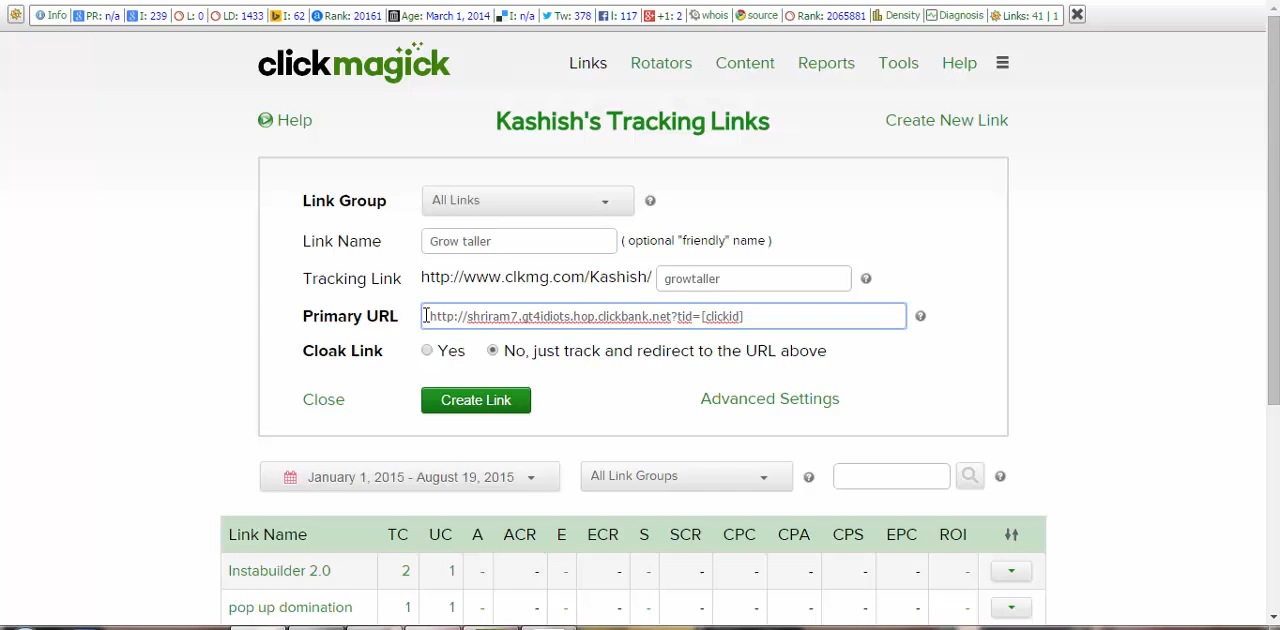 Info PR: n/a I: 239 L: 0 LD: 1433 I: 62 Rank: 20161 Age: March 1, 2014 I: n/a Tw: 378 I: 117 +1: 2 whois source Rank: 2065881 Density Diagnosis Links: 41 | 1
clickmagick
Links Rotators Content Reports Tools Help
Help Kashish's Tracking Links Create New Link
Link Group All Links
Link Name Grow taller ( optional "friendly" name )
Tracking Link http://www.clkmg.com/Kashish/ growtaller
Primary URL http://shriram7.gt4idiots.hop.clickbank.net?tid=[clickid]
Cloak Link Yes No, just track and redirect to the URL above
Close Create Link Advanced Settings
January 1, 2015 - August 19, 2015 All Link Groups
Link Name TC UC A ACR E ECR S SCR CPC CPA CPS EPC ROI
Instabuilder 2.0 2 1 - - - - - - - - - - -
pop up domination 1 1 - - - - - - - - - - -